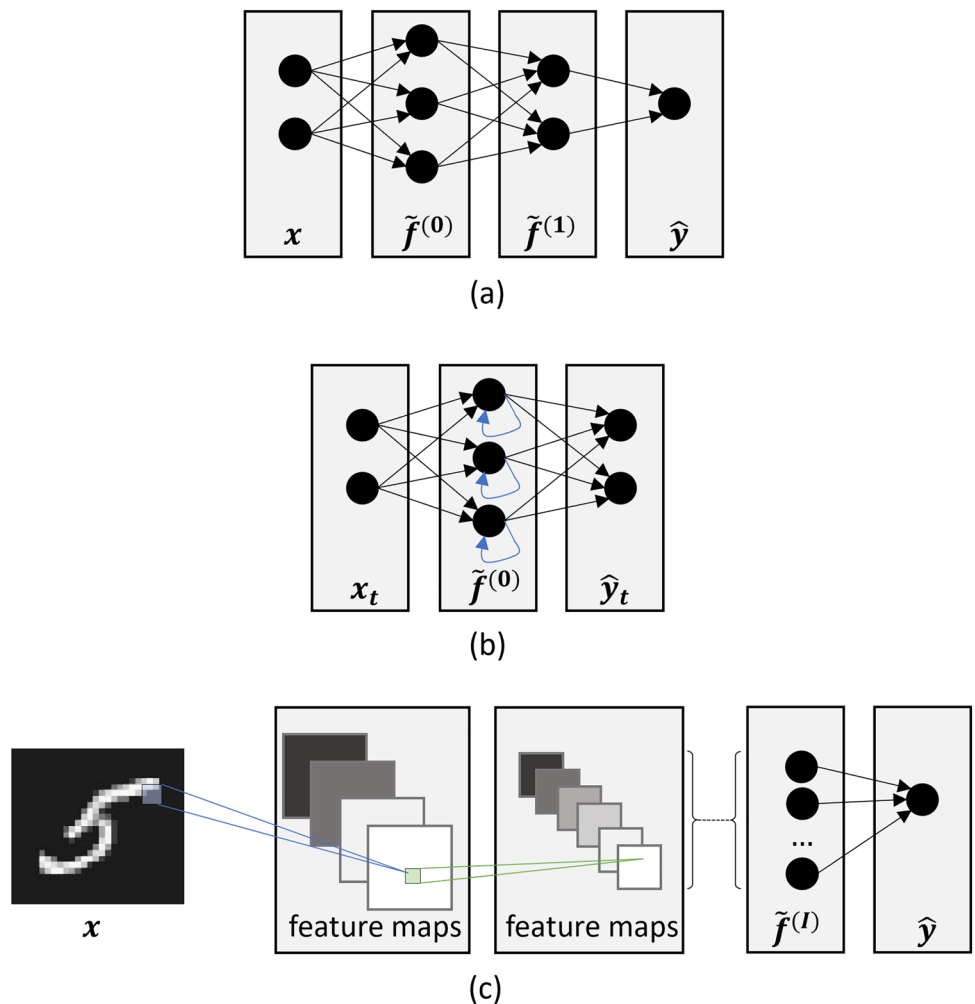 x f̃⁽⁰⁾ f̃⁽¹⁾ ŷ
(a)
xₜ f̃⁽⁰⁾ ŷₜ
(b)
...
feature maps feature maps
x f̃⁽ᴵ⁾ ŷ
(c)